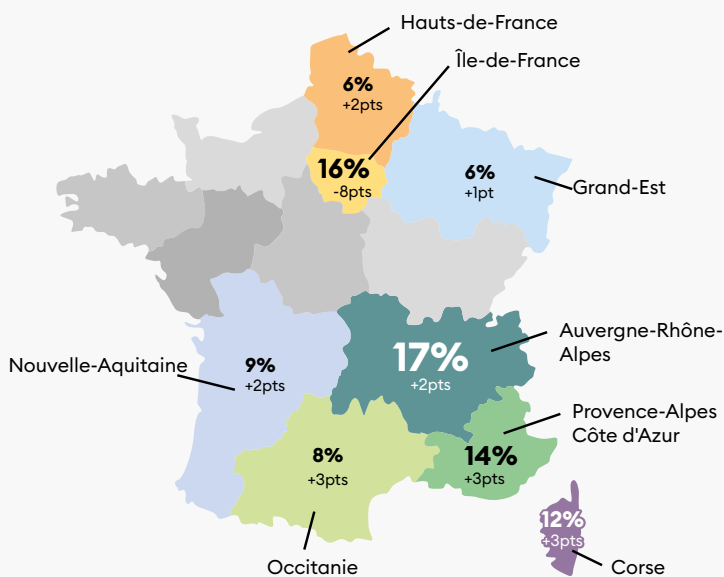 Hauts-de-France
Île-de-France
6%
+2pts
16%
-8pts
6%
+1pt
Grand-Est
Auvergne-Rhône-
Alpes
17%
+2pts
Nouvelle-Aquitaine
9%
+2pts
Provence-Alpes
Côte d'Azur
14%
+3pts
8%
+3pts
12%
+3pts
Occitanie
Corse